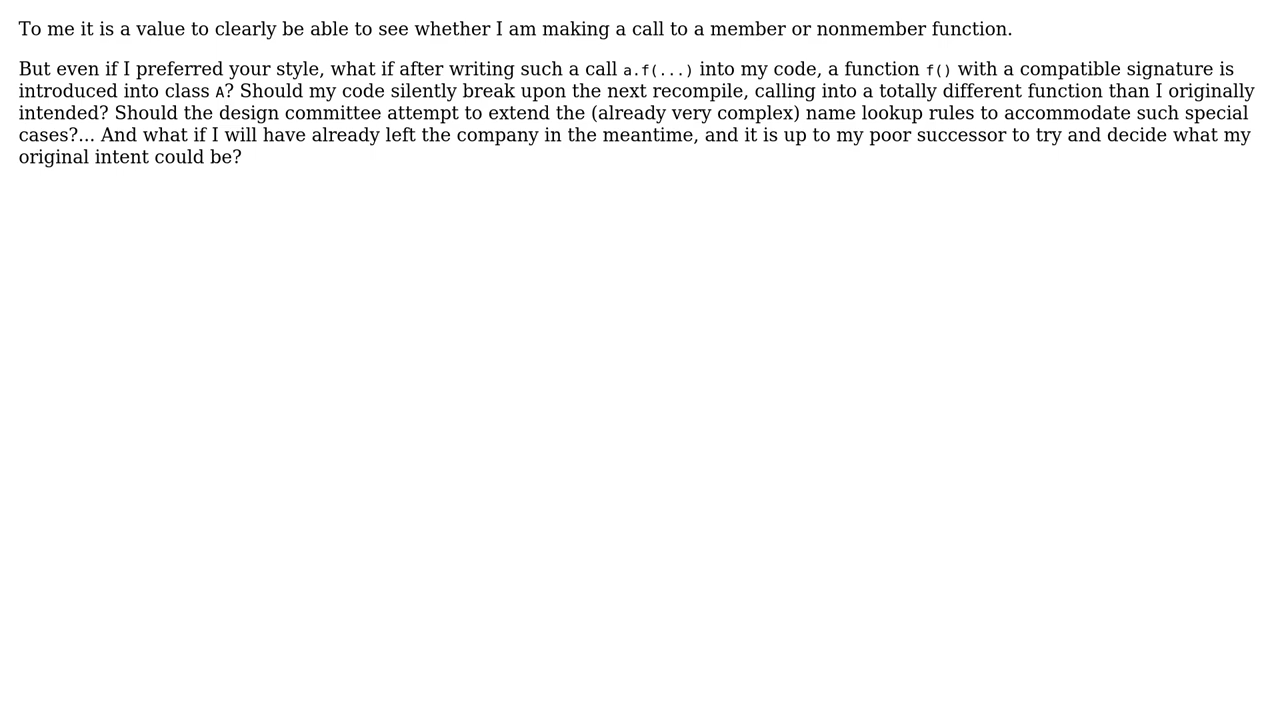 To me it is a value to clearly be able to see whether I am making a call to a member or nonmember function.
But even if I preferred your style, what if after writing such a call a.f(...) into my code, a function f() with a compatible signature is
introduced into class A? Should my code silently break upon the next recompile, calling into a totally different function than I originally
intended? Should the design committee attempt to extend the (already very complex) name lookup rules to accommodate such special
cases?... And what if I will have already left the company in the meantime, and it is up to my poor successor to try and decide what my
original intent could be?